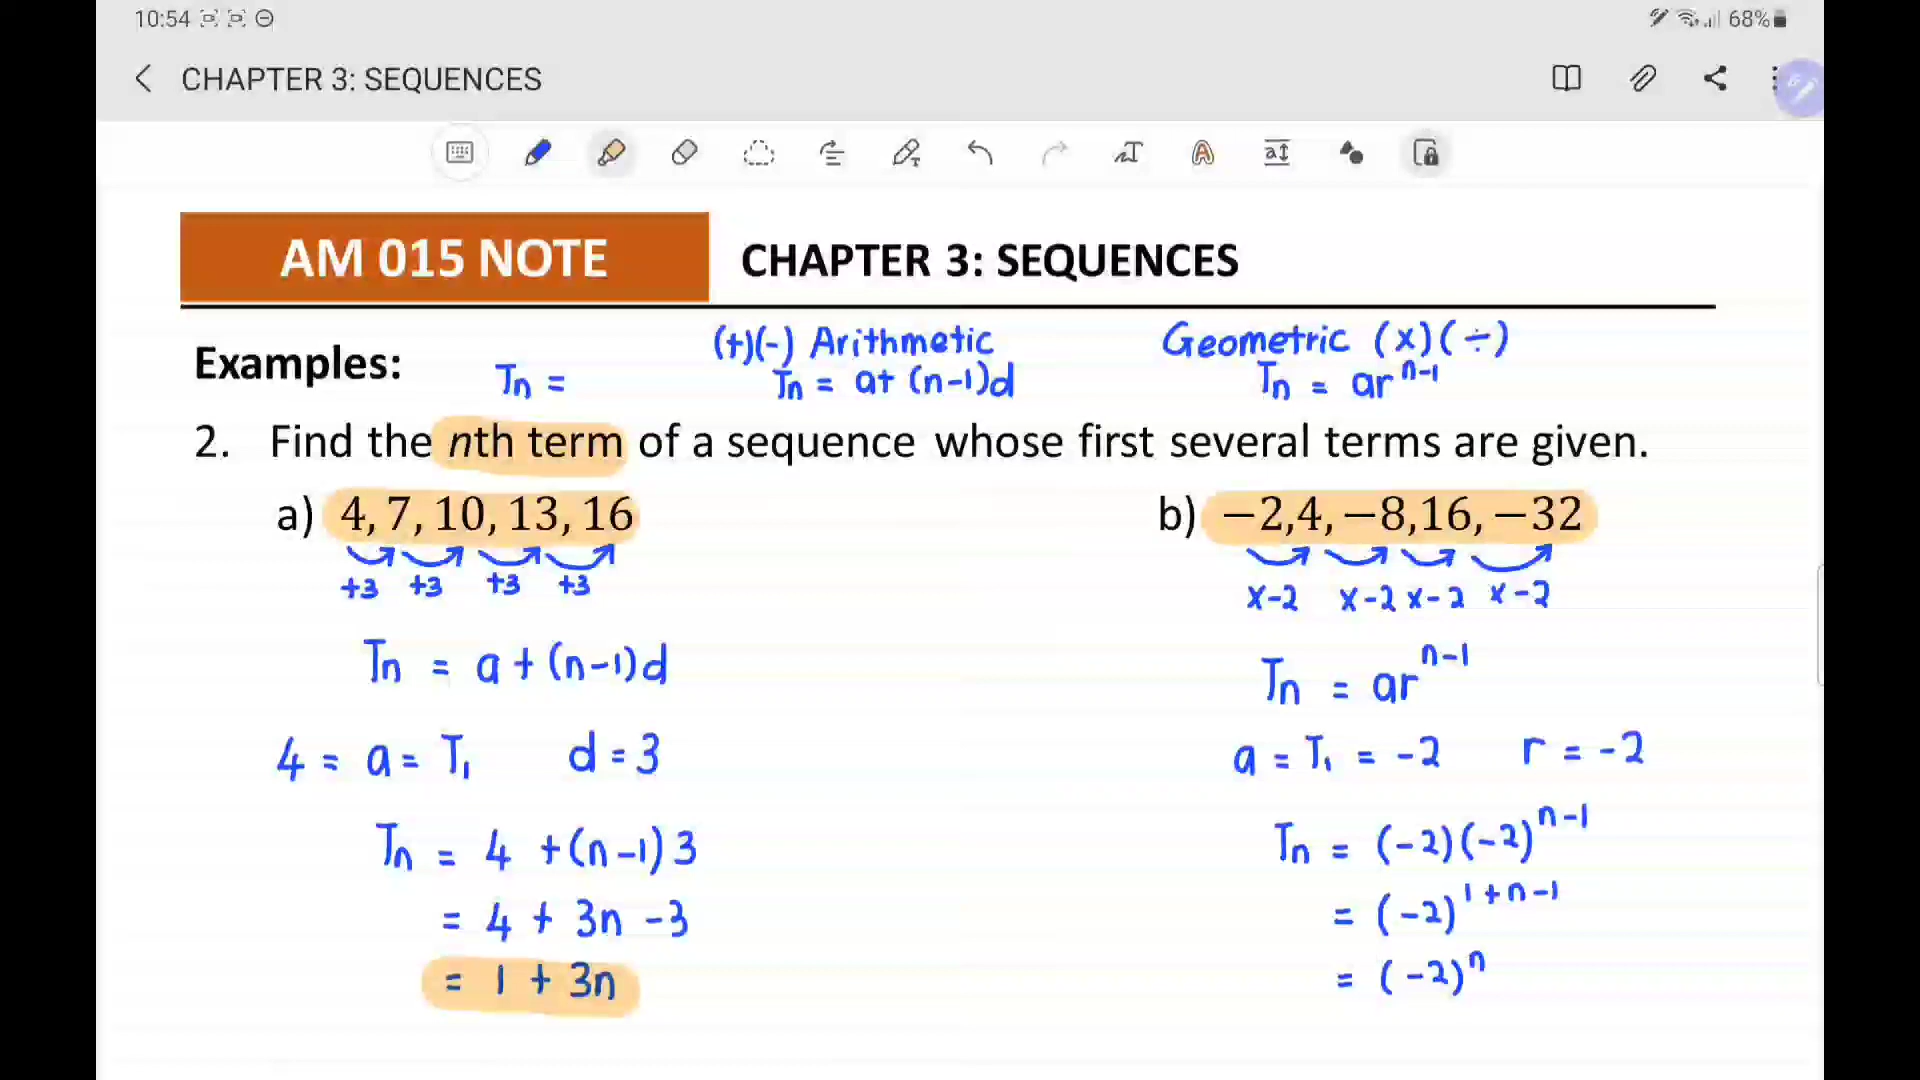 10:54 68%
CHAPTER 3: SEQUENCES
AM 015 NOTE CHAPTER 3: SEQUENCES
(+)(-) Arithmetic Geometric (x)(÷)
Examples: Tn = Tn = a+ (n-1)d Tn = ar^n-1
2. Find the nth term of a sequence whose first several terms are given.
a) 4, 7, 10, 13, 16 b) −2,4, −8,16, −32
+3 +3 +3 +3 x-2 x-2 x-2 x-2
Tn = a + (n-1)d Tn = ar^n-1
4 = a = T₁ d = 3 a = T₁ = -2 r = -2
Tn = 4 + (n-1) 3 Tn = (-2)(-2)^n-1
= 4 + 3n - 3 = (-2)^1+n-1
= 1 + 3n = (-2)^n